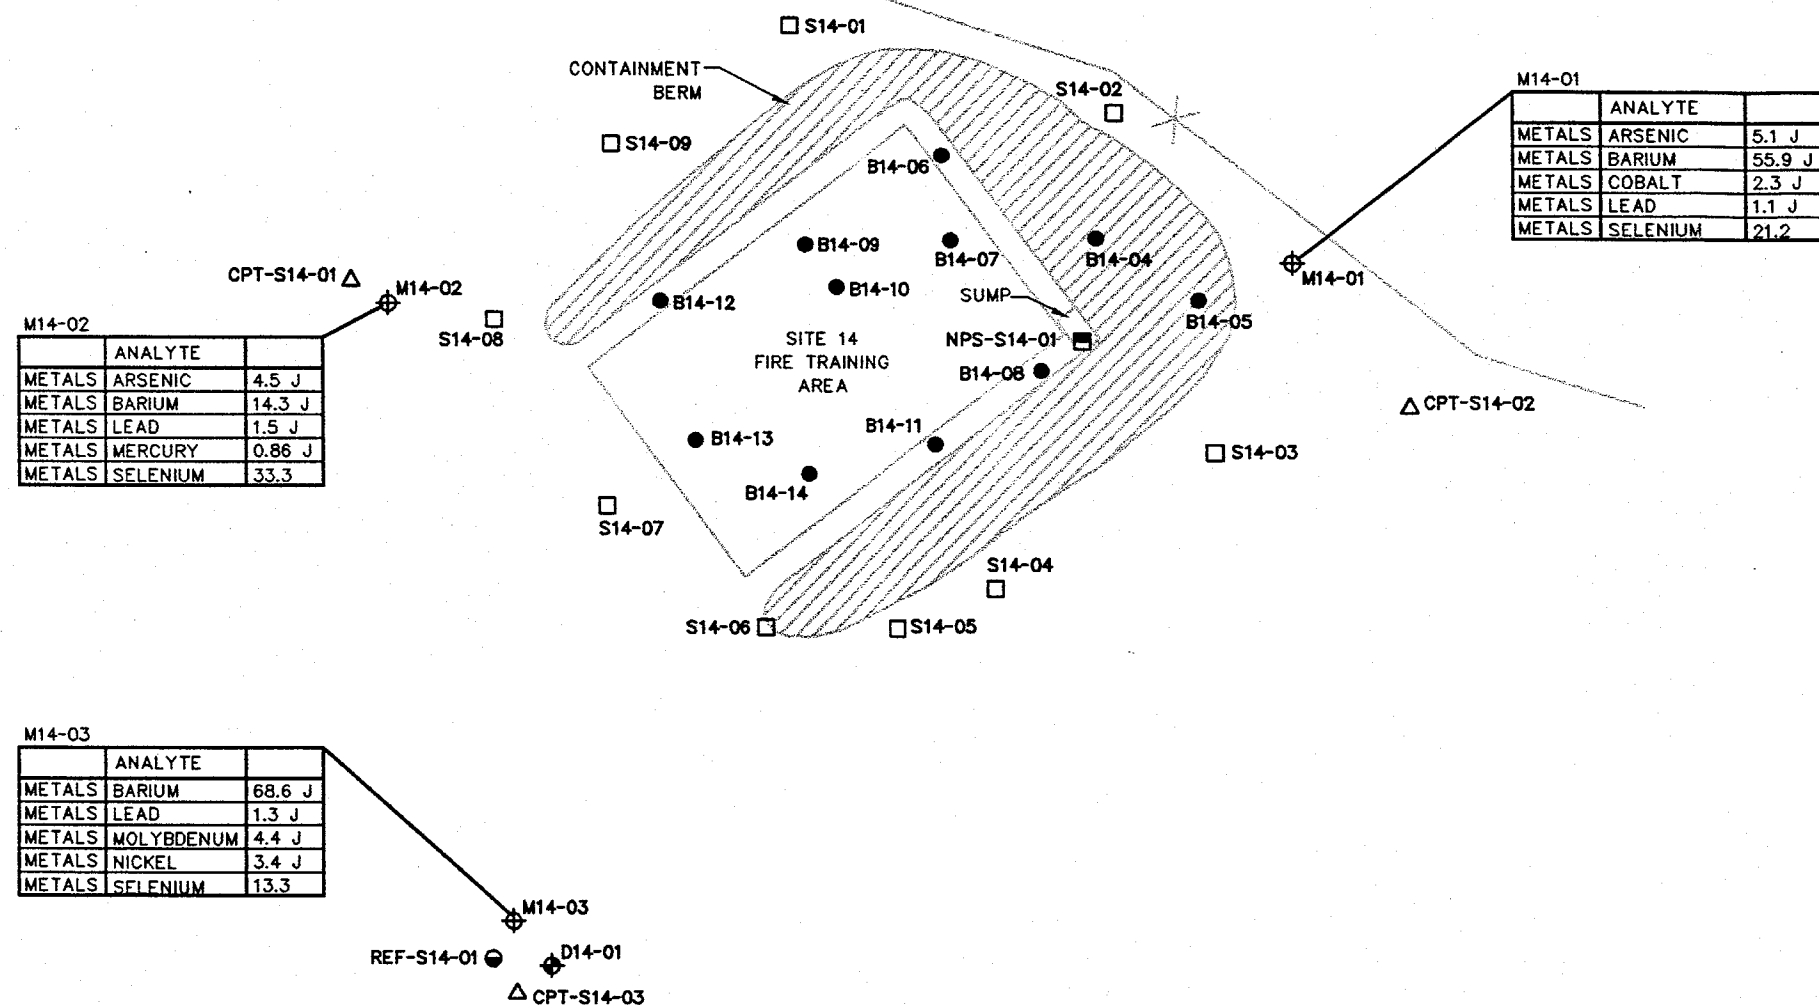 S14-01
CONTAINMENT
BERM
S14-02
S14-09
B14-06
M14-01
ANALYTE
METALS ARSENIC 5.1 J
METALS BARIUM 55.9 J
METALS COBALT 2.3 J
METALS LEAD 1.1 J
METALS SELENIUM 21.2
B14-09
B14-07
B14-04
M14-01
CPT-S14-01
M14-02
B14-10
B14-12
SUMP
B14-05
S14-08
NPS-S14-01
SITE 14
FIRE TRAINING
AREA
B14-08
M14-02
ANALYTE
METALS ARSENIC 4.5 J
METALS BARIUM 14.3 J
METALS LEAD 1.5 J
METALS MERCURY 0.86 J
METALS SELENIUM 33.3
CPT-S14-02
B14-11
B14-13
S14-03
B14-14
S14-07
S14-04
S14-06
S14-05
M14-03
ANALYTE
METALS BARIUM 68.6 J
METALS LEAD 1.3 J
METALS MOLYBDENUM 4.4 J
METALS NICKEL 3.4 J
METALS SELENIUM 13.3
M14-03
REF-S14-01
D14-01
CPT-S14-03